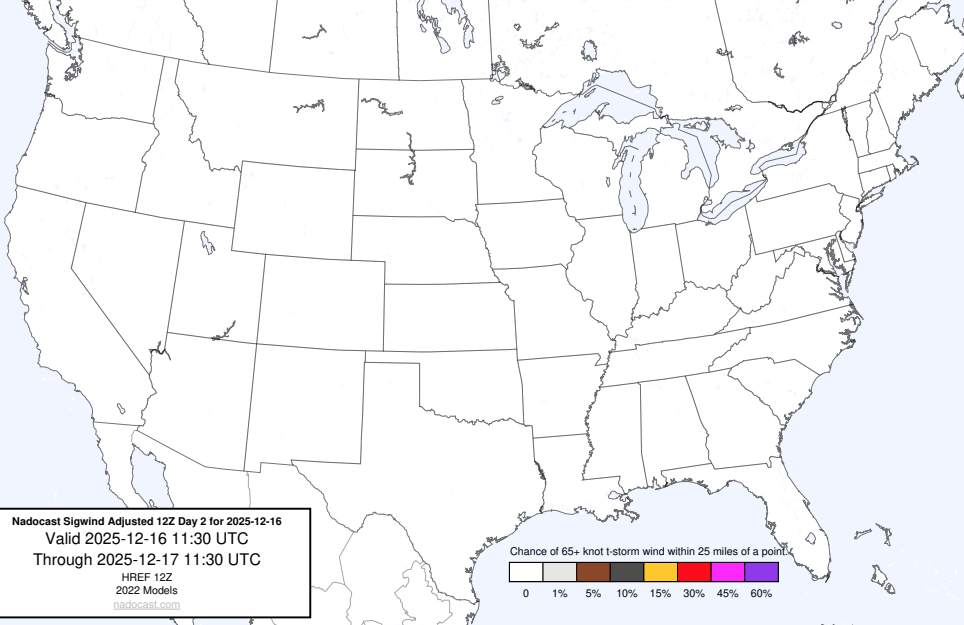 Nadocast Sigwind Adjusted 12Z Day 2 for 2025-12-16
Valid 2025-12-16 11:30 UTC
Through 2025-12-17 11:30 UTC
HREF 12Z
2022 Models
nadocast.com
Chance of 65+ knot t-storm wind within 25 miles of a point.
0 1% 5% 10% 15% 30% 45% 60%